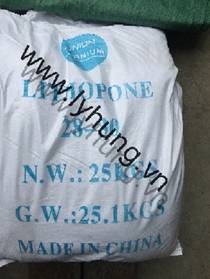 UNION
TITANIUM
LITHOPONE
N.W.: 25KGS
G.W.: 25.1KGS
MADE IN CHINA
www.lyhung.vn